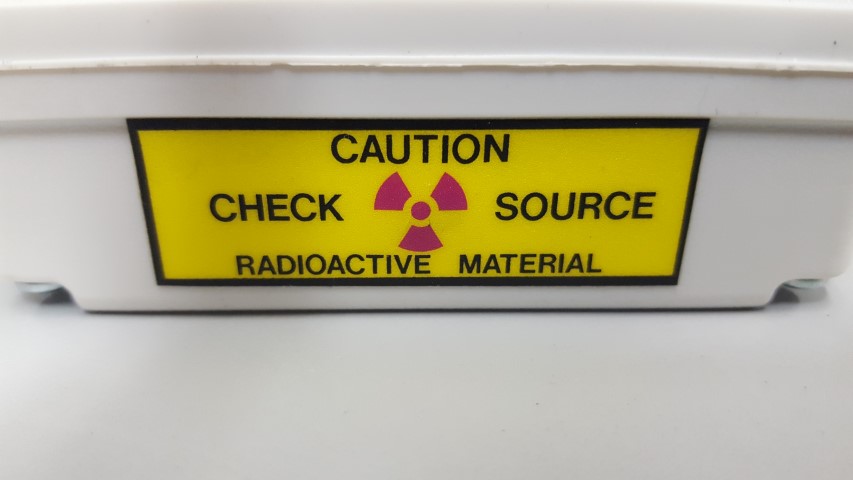 CAUTION
CHECK SOURCE
RADIOACTIVE MATERIAL